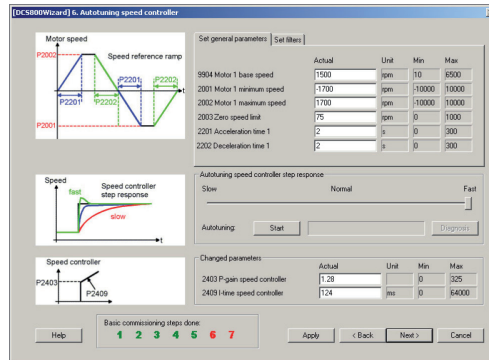 [DCS800Wizard] 6. Autotuning speed controller
Motor speed
P2002
Speed reference ramp
P2202
P2201
P2201
P2202
t
P2001
Set general parameters
Set filters
Actual Unit Min Max
9904 Motor 1 base speed 1500 rpm 10 6500
2001 Motor 1 minimum speed -1700 rpm -10000 10000
2002 Motor 1 maximum speed 1700 rpm -10000 10000
2003 Zero speed limit 75 rpm 0 1000
2201 Acceleration time 1 2 s 0 300
2202 Deceleration time 1 2 s 0 300
Speed
fast
Speed controller
step response
slow
t
Autotuning speed controller step response
Slow Normal Fast
Autotuning: Start Diagnosis
Speed controller
P2403
P2409
Changed parameters
Actual Unit Min Max
2403 P-gain speed controller 1.28 0 325
2409 I-time speed controller 124 ms 0 64000
Help
Basic commissioning steps done:
1 2 3 4 5 6 7
Apply < Back Next > Cancel